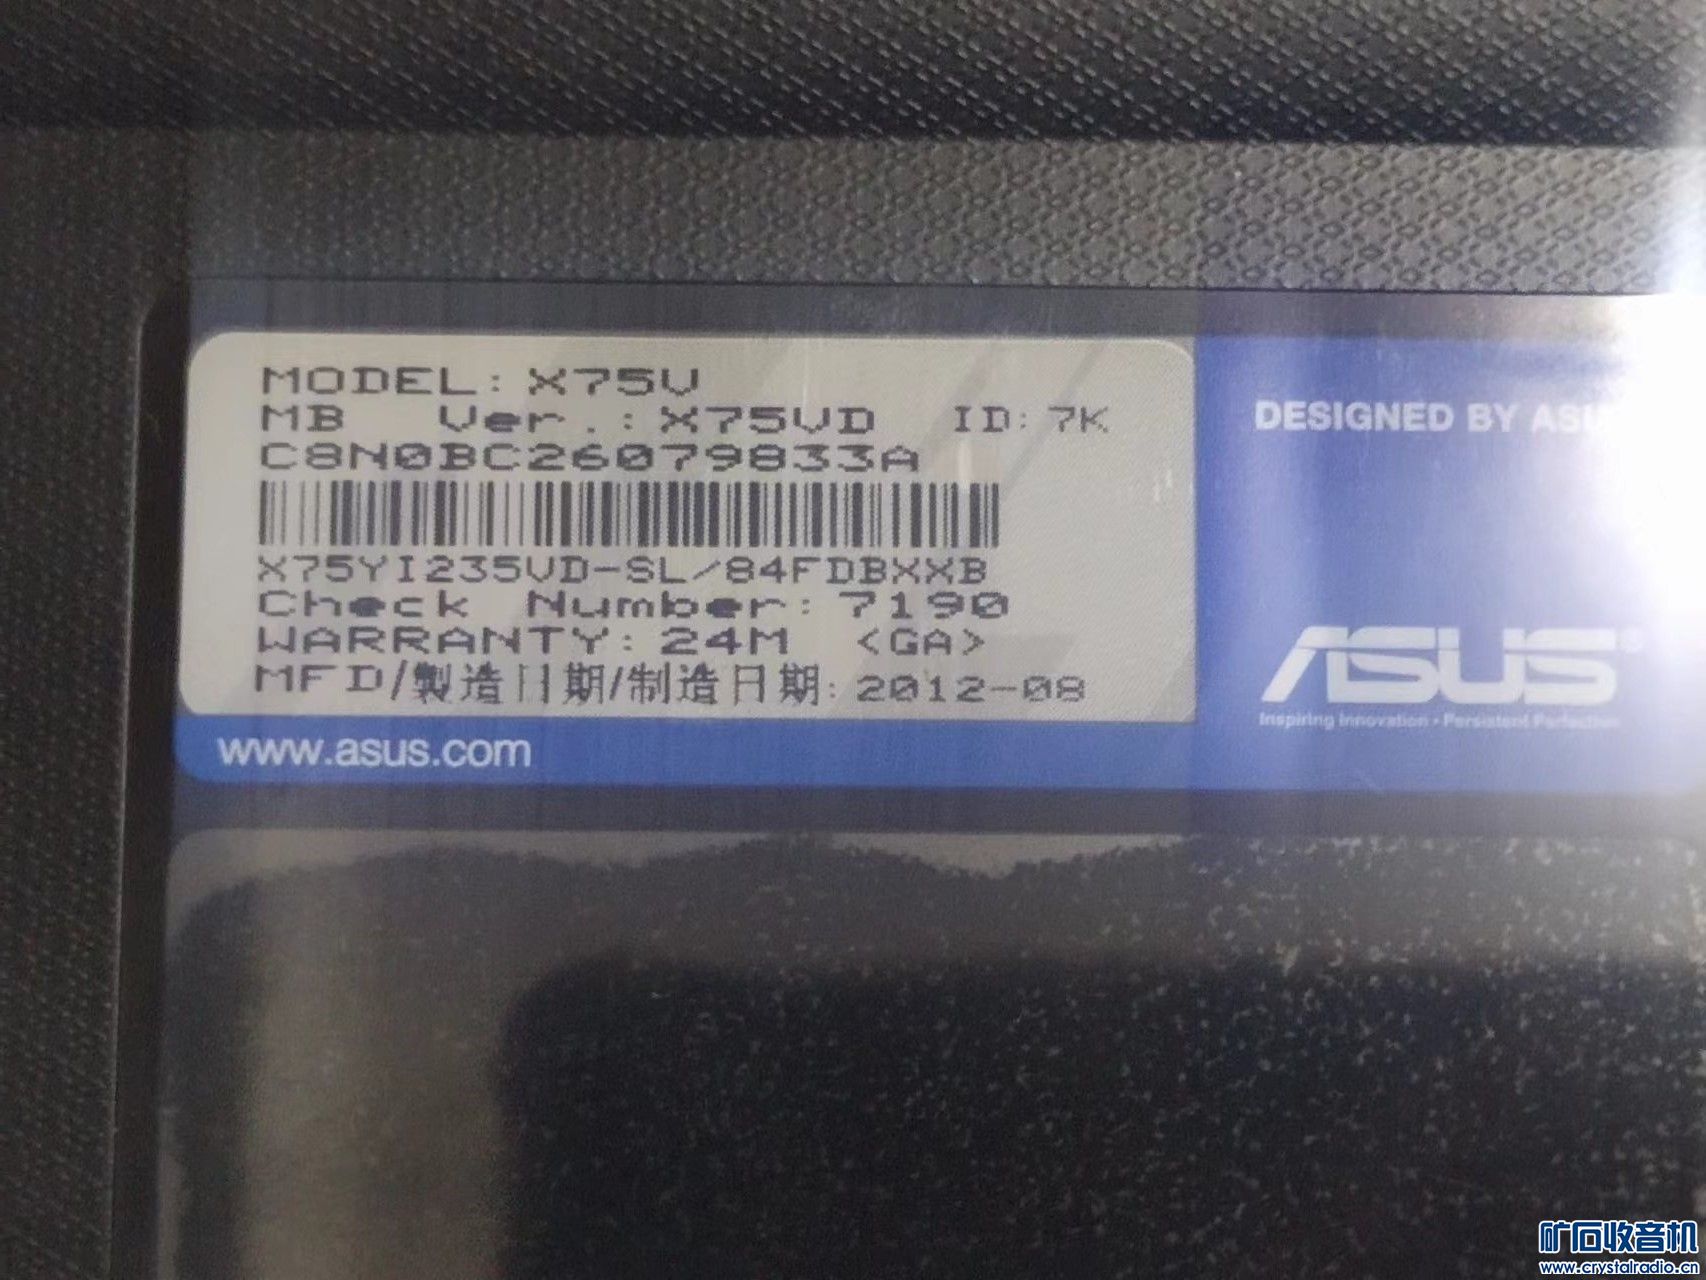 MODEL: X75V
MB Ver.: X75VD ID: 7K
C8N0BC26079833A
X75YI235VD-SL/84FDBXXB
Check Number: 7190
WARRANTY: 24M <GA>
MFD/製造日期/制造日期: 2012-08
www.asus.com
DESIGNED BY
ASUS
Inspiring Innovation • Persistent Perfection
矿石收音机
www.crystalradio.cn